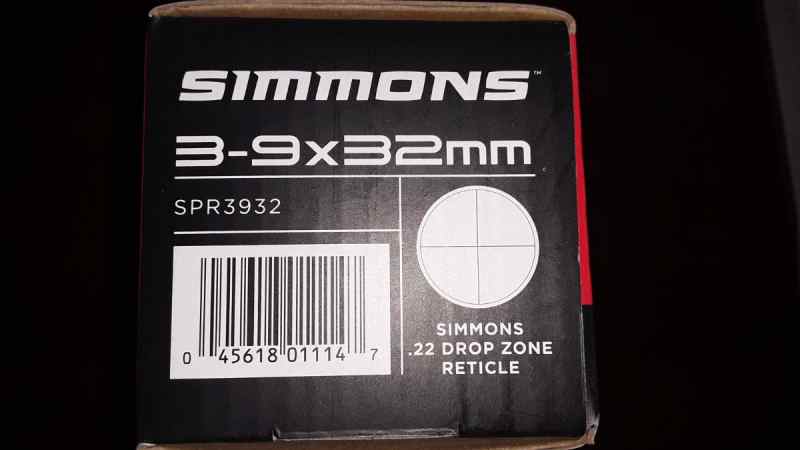 SIMMONS™
3-9x32mm
SPR3932
0 45618 01114 7
SIMMONS
.22 DROP ZONE
RETICLE